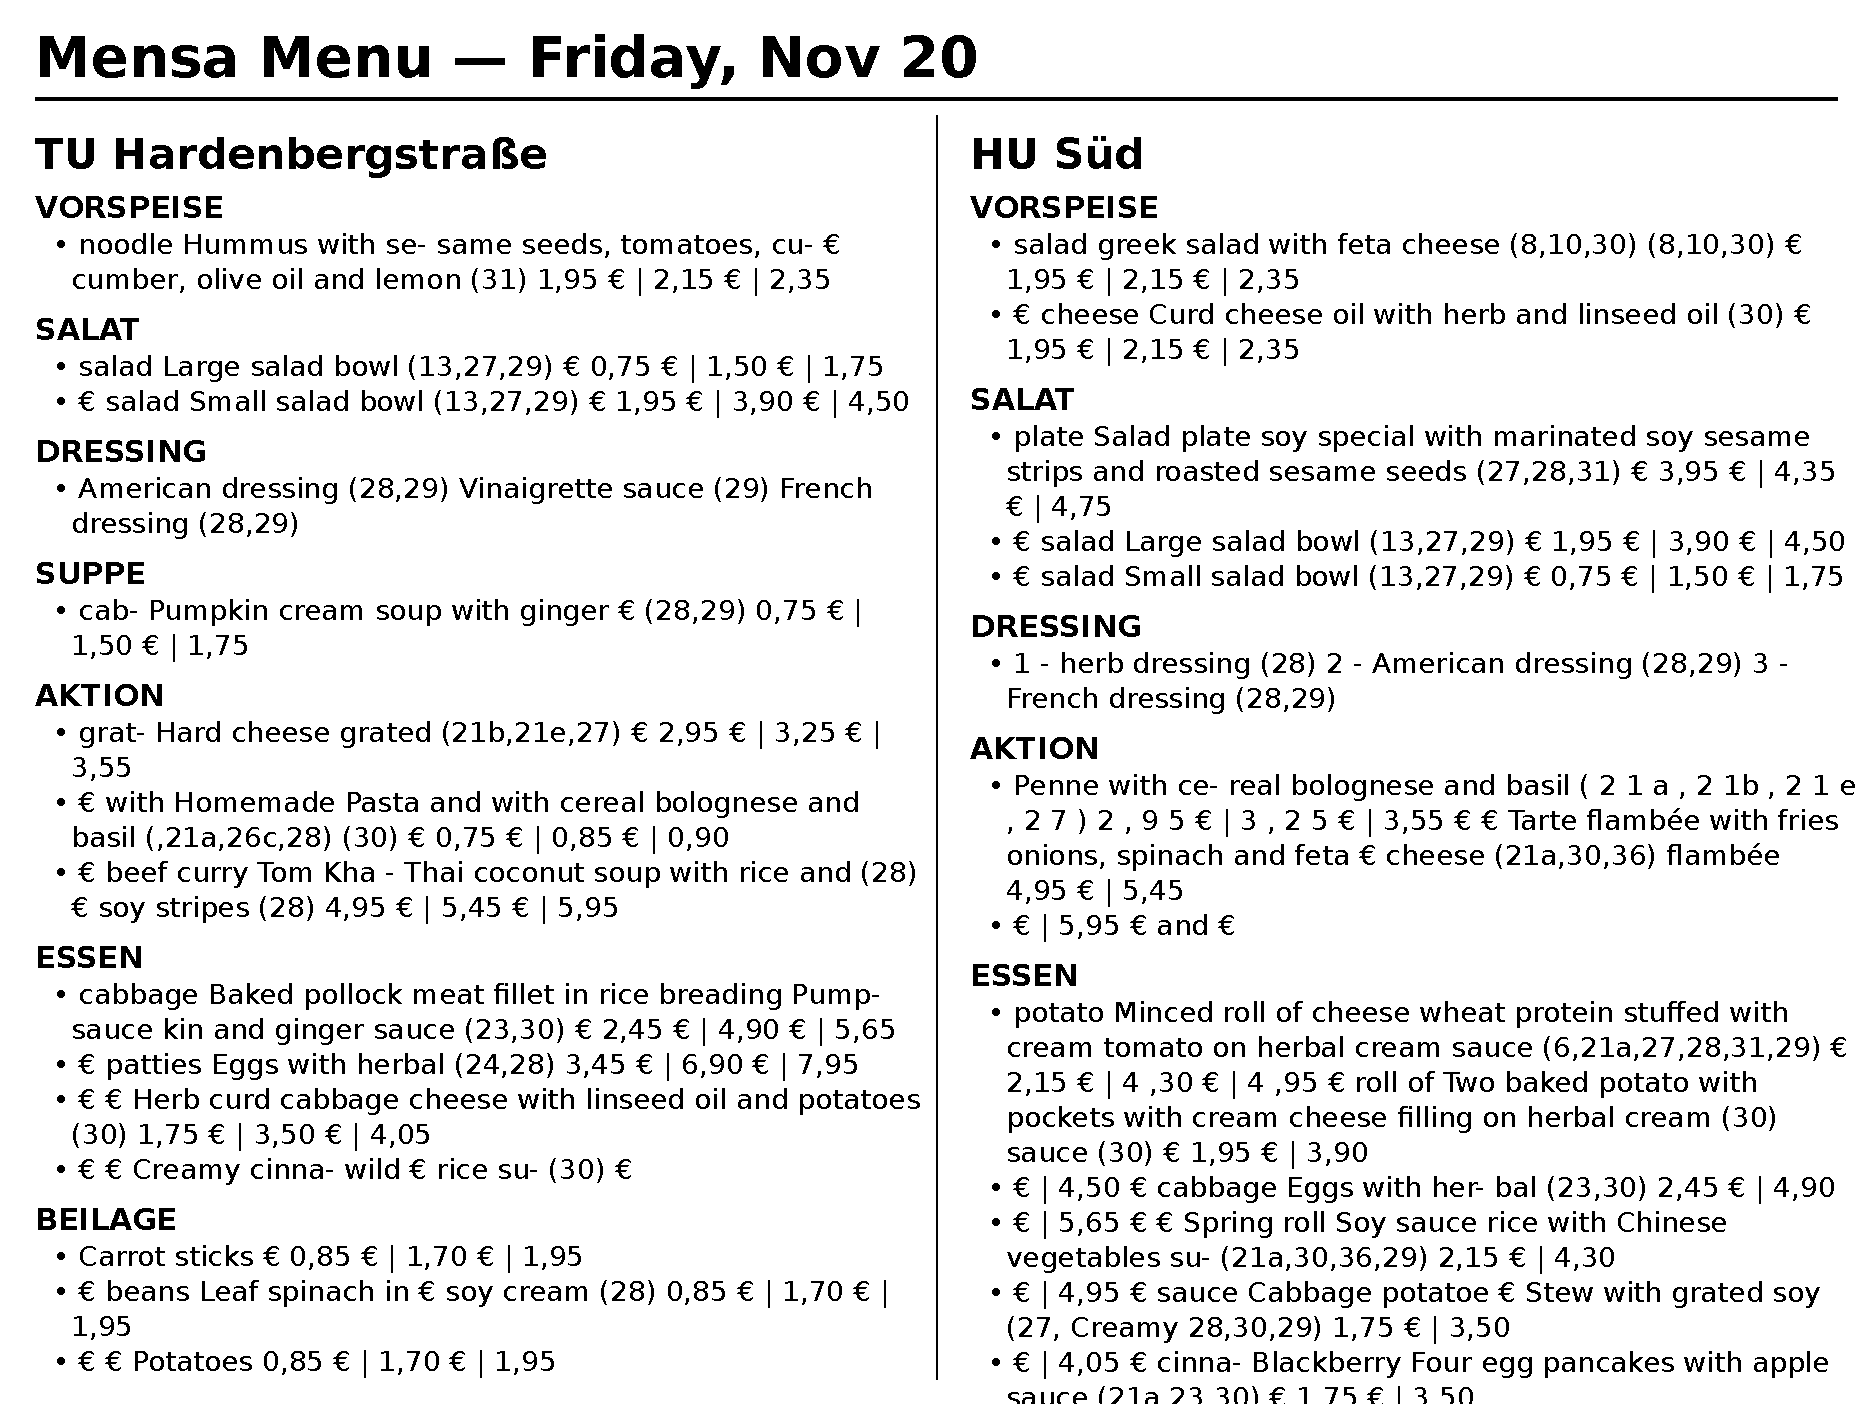 Mensa Menu — Friday, Nov 20
TU Hardenbergstraße
VORSPEISE
• noodle Hummus with se- same seeds, tomatoes, cu- €
cumber, olive oil and lemon (31) 1,95 € | 2,15 € | 2,35
SALAT
• salad Large salad bowl (13,27,29) € 0,75 € | 1,50 € | 1,75
• € salad Small salad bowl (13,27,29) € 1,95 € | 3,90 € | 4,50
DRESSING
• American dressing (28,29) Vinaigrette sauce (29) French
dressing (28,29)
SUPPE
• cab- Pumpkin cream soup with ginger € (28,29) 0,75 € |
1,50 € | 1,75
AKTION
• grat- Hard cheese grated (21b,21e,27) € 2,95 € | 3,25 € |
3,55
• € with Homemade Pasta and with cereal bolognese and
basil (,21a,26c,28) (30) € 0,75 € | 0,85 € | 0,90
• € beef curry Tom Kha - Thai coconut soup with rice and (28)
€ soy stripes (28) 4,95 € | 5,45 € | 5,95
ESSEN
• cabbage Baked pollock meat fillet in rice breading Pump-
sauce kin and ginger sauce (23,30) € 2,45 € | 4,90 € | 5,65
• € patties Eggs with herbal (24,28) 3,45 € | 6,90 € | 7,95
• € € Herb curd cabbage cheese with linseed oil and potatoes
(30) 1,75 € | 3,50 € | 4,05
• € € Creamy cinna- wild € rice su- (30) €
BEILAGE
• Carrot sticks € 0,85 € | 1,70 € | 1,95
• € beans Leaf spinach in € soy cream (28) 0,85 € | 1,70 € |
1,95
• € € Potatoes 0,85 € | 1,70 € | 1,95
HU Süd
VORSPEISE
• salad greek salad with feta cheese (8,10,30) (8,10,30) €
1,95 € | 2,15 € | 2,35
• € cheese Curd cheese oil with herb and linseed oil (30) €
1,95 € | 2,15 € | 2,35
SALAT
• plate Salad plate soy special with marinated soy sesame
strips and roasted sesame seeds (27,28,31) € 3,95 € | 4,35
€ | 4,75
• € salad Large salad bowl (13,27,29) € 1,95 € | 3,90 € | 4,50
• € salad Small salad bowl (13,27,29) € 0,75 € | 1,50 € | 1,75
DRESSING
• 1 - herb dressing (28) 2 - American dressing (28,29) 3 -
French dressing (28,29)
AKTION
• Penne with ce- real bolognese and basil ( 2 1 a , 2 1b , 2 1 e
, 2 7 ) 2 , 9 5 € | 3 , 2 5 € | 3,55 € € Tarte flambée with fries
onions, spinach and feta € cheese (21a,30,36) flambée
4,95 € | 5,45
• € | 5,95 € and €
ESSEN
• potato Minced roll of cheese wheat protein stuffed with
cream tomato on herbal cream sauce (6,21a,27,28,31,29) €
2,15 € | 4 ,30 € | 4 ,95 € roll of Two baked potato with
pockets with cream cheese filling on herbal cream (30)
sauce (30) € 1,95 € | 3,90
• € | 4,50 € cabbage Eggs with her- bal (23,30) 2,45 € | 4,90
• € | 5,65 € € Spring roll Soy sauce rice with Chinese
vegetables su- (21a,30,36,29) 2,15 € | 4,30
• € | 4,95 € sauce Cabbage potatoe € Stew with grated soy
(27, Creamy 28,30,29) 1,75 € | 3,50
• € | 4,05 € cinna- Blackberry Four egg pancakes with apple
sauce (21a,23,30) € 1,75 € | 3,50